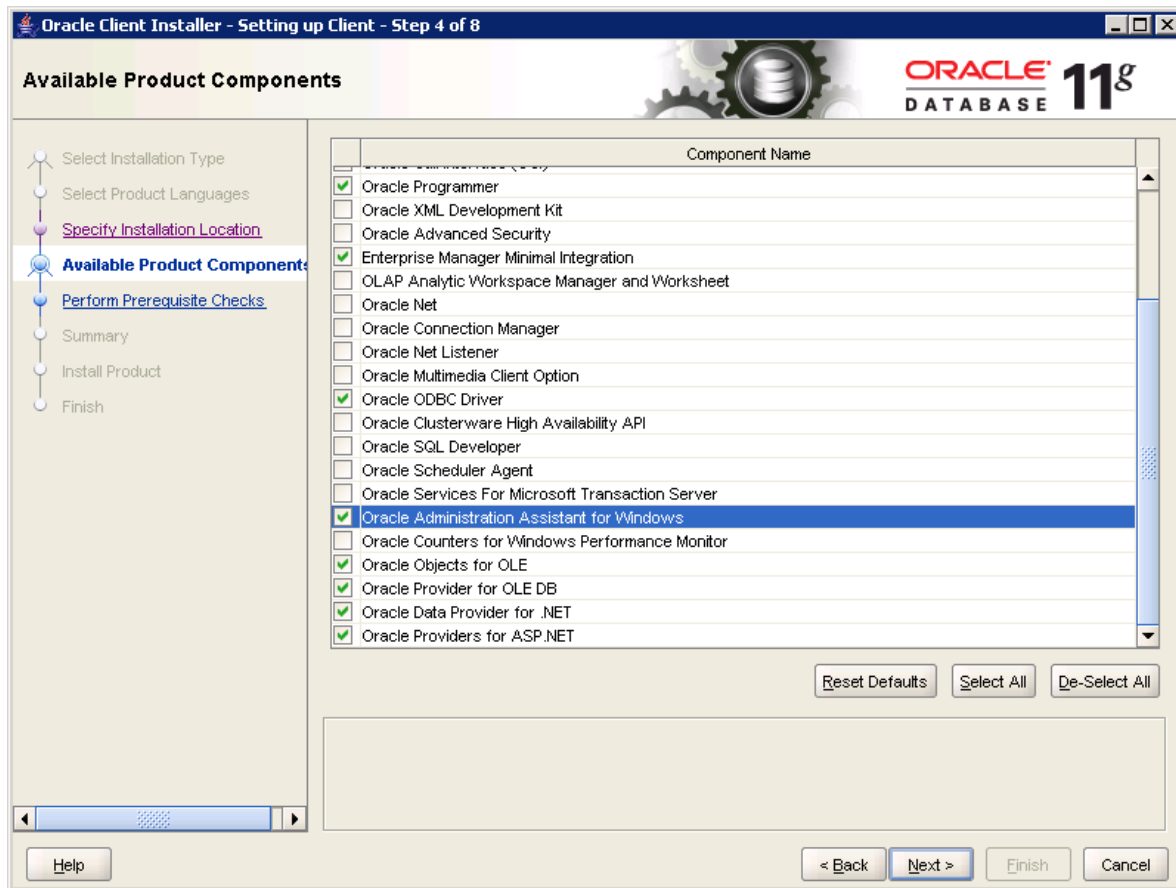 Oracle Client Installer - Setting up Client - Step 4 of 8
Available Product Components
ORACLE
DATABASE
11g
Select Installation Type
Select Product Languages
Specify Installation Location
Available Product Components
Perform Prerequisite Checks
Summary
Install Product
Finish
Component Name
Oracle Programmer
Oracle XML Development Kit
Oracle Advanced Security
Enterprise Manager Minimal Integration
OLAP Analytic Workspace Manager and Worksheet
Oracle Net
Oracle Connection Manager
Oracle Net Listener
Oracle Multimedia Client Option
Oracle ODBC Driver
Oracle Clusterware High Availability API
Oracle SQL Developer
Oracle Scheduler Agent
Oracle Services For Microsoft Transaction Server
Oracle Administration Assistant for Windows
Oracle Counters for Windows Performance Monitor
Oracle Objects for OLE
Oracle Provider for OLE DB
Oracle Data Provider for .NET
Oracle Providers for ASP.NET
Reset Defaults
Select All
De-Select All
Help
< Back
Next >
Finish
Cancel